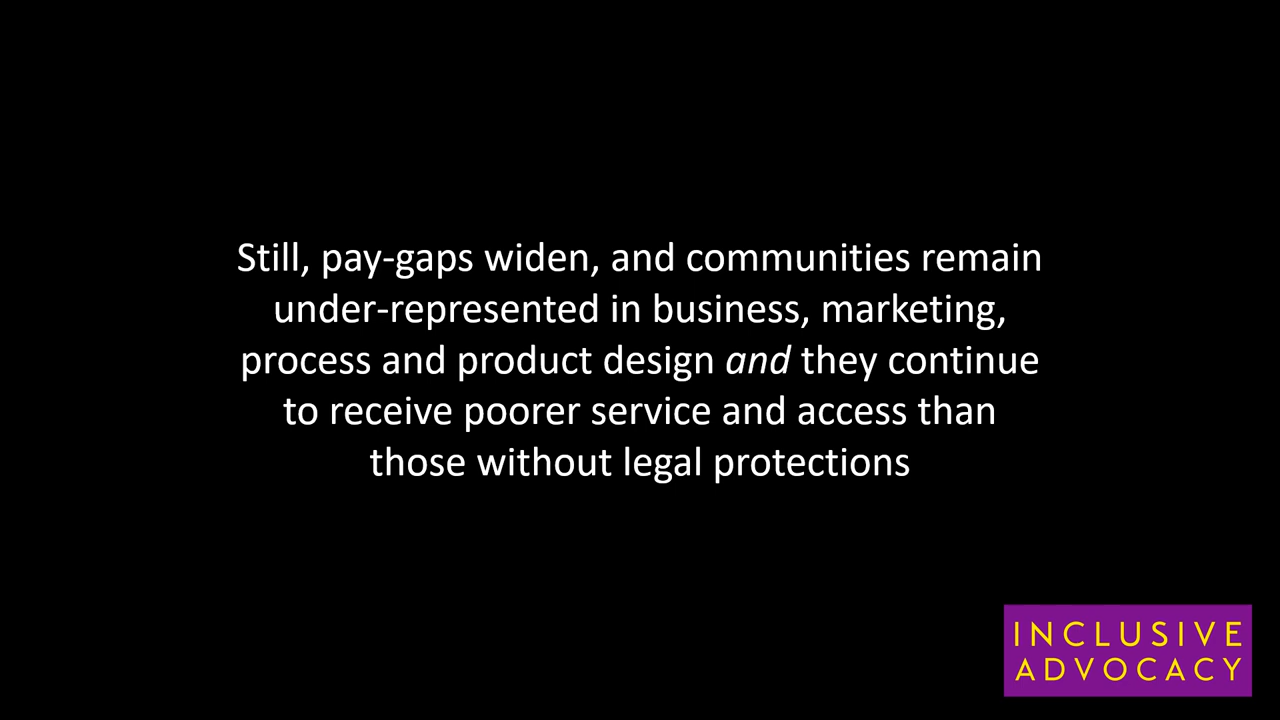 Still, pay-gaps widen, and communities remain
under-represented in business, marketing,
process and product design and they continue
to receive poorer service and access than
those without legal protections
INCLUSIVE
ADVOCACY